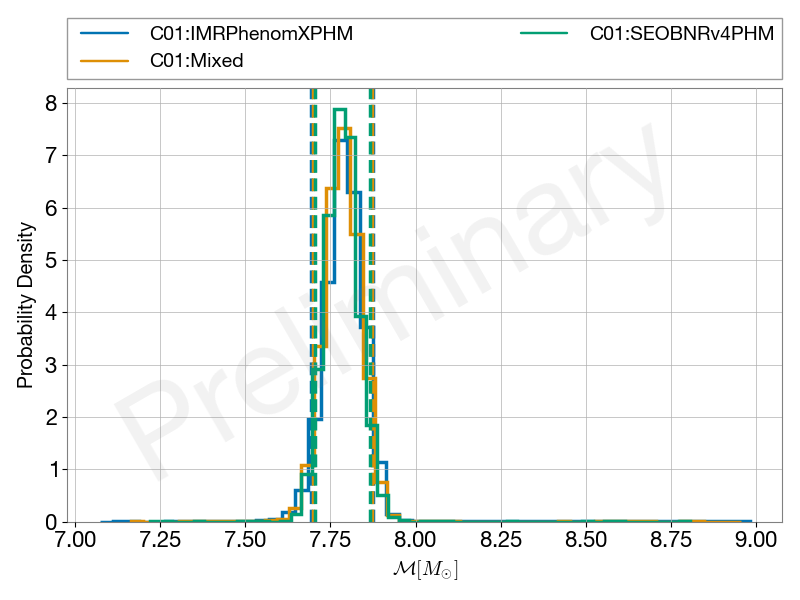 C01:IMRPhenomXPHM
C01:Mixed
C01:SEOBNRv4PHM
Preliminary
Probability Density
8
7
6
5
4
3
2
1
0
7.00 7.25 7.50 7.75 8.00 8.25 8.50 8.75 9.00
ℳ[M⊙]